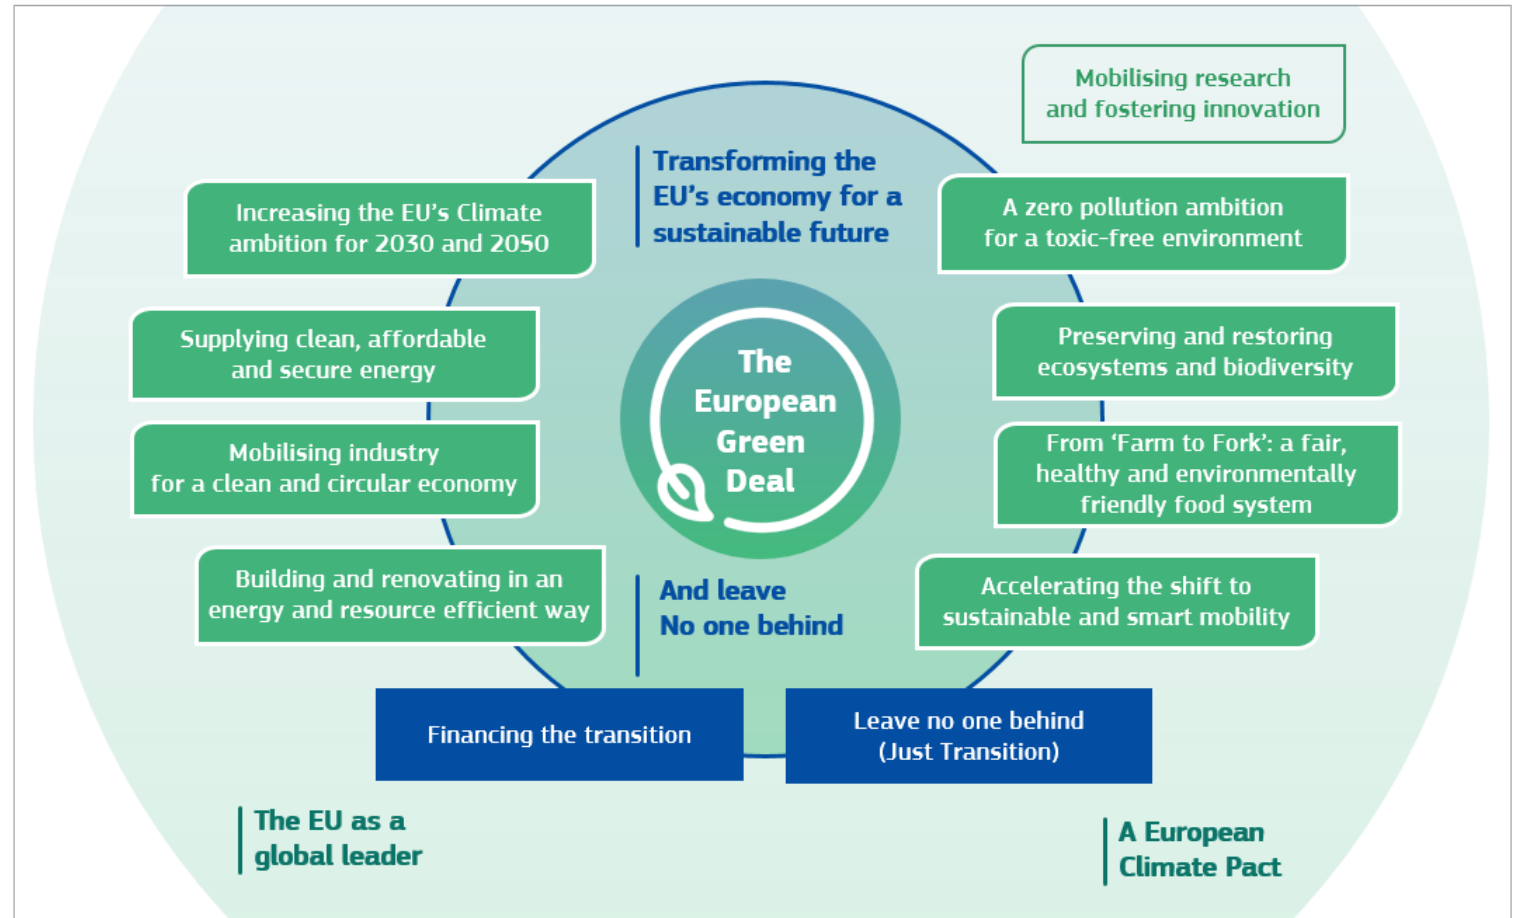 Mobilising research
and fostering innovation
Transforming the
EU’s economy for a
sustainable future
Increasing the EU’s Climate
ambition for 2030 and 2050
A zero pollution ambition
for a toxic-free environment
Supplying clean, affordable
and secure energy
Preserving and restoring
ecosystems and biodiversity
The
European
Green
Deal
Mobilising industry
for a clean and circular economy
From ‘Farm to Fork’: a fair,
healthy and environmentally
friendly food system
Building and renovating in an
energy and resource efficient way
Accelerating the shift to
sustainable and smart mobility
And leave
No one behind
Financing the transition
Leave no one behind
(Just Transition)
The EU as a
global leader
A European
Climate Pact